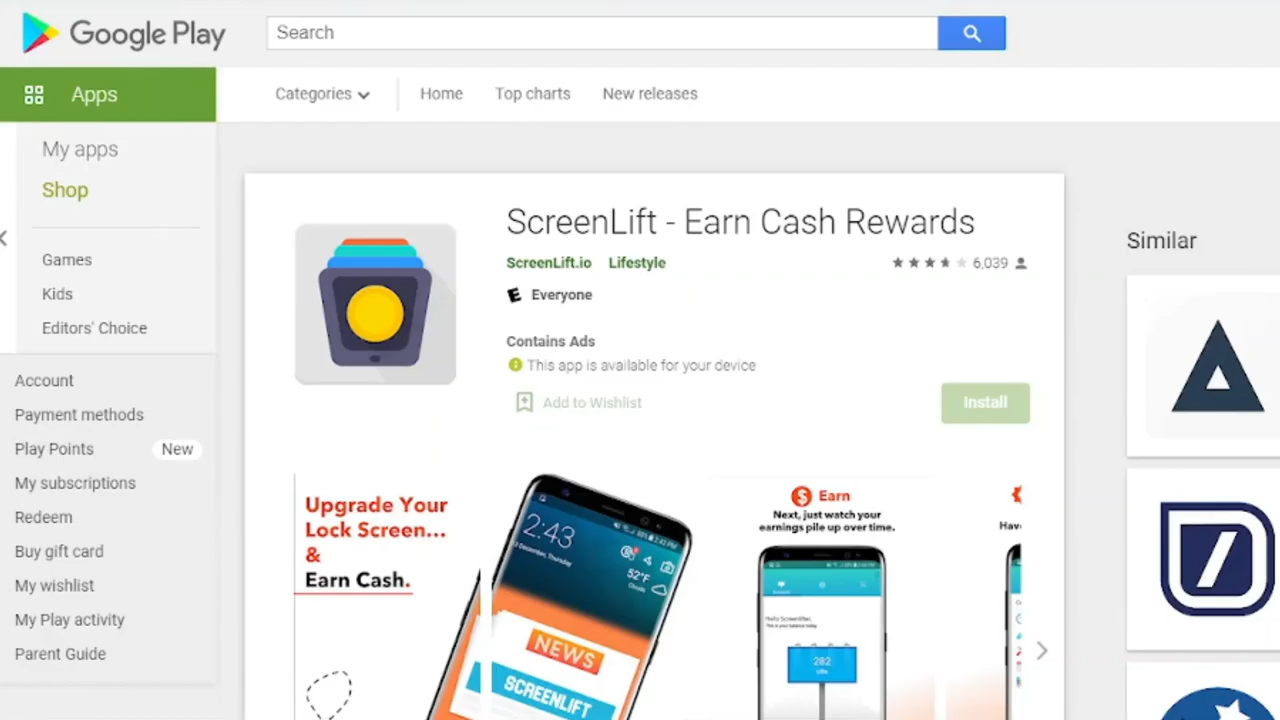 Google Play
Search
Apps
Categories
Home
Top charts
New releases
My apps
Shop
Games
Kids
Editors' Choice
Account
Payment methods
Play Points
New
My subscriptions
Redeem
Buy gift card
My wishlist
My Play activity
Parent Guide
ScreenLift - Earn Cash Rewards
ScreenLift.io
Lifestyle
6,039
E
Everyone
Contains Ads
This app is available for your device
Add to Wishlist
Install
Similar
Upgrade Your
Lock Screen...
&
Earn Cash.
2:43
52°F
NEWS
SCREENLIFT
$ Earn
Next, just watch your
earnings pile up over time.
282
Have